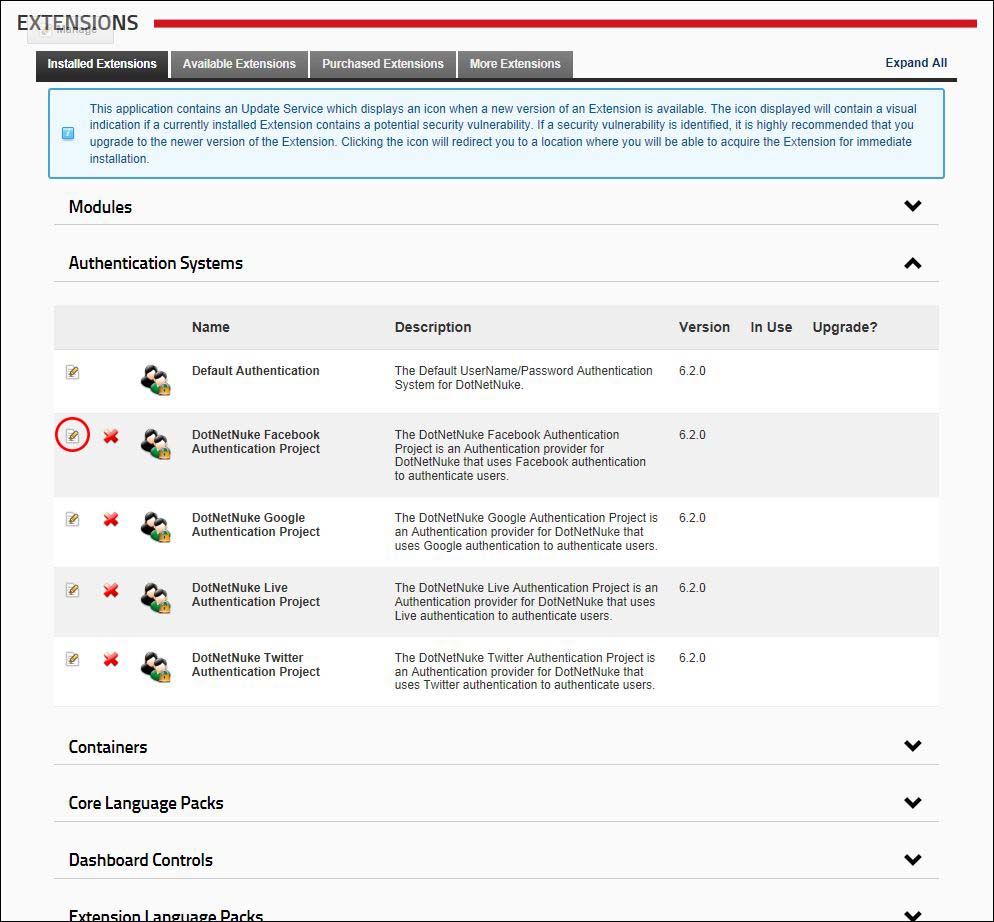 EXTENSIONS
Manage
Installed Extensions
Available Extensions
Purchased Extensions
More Extensions
Expand All
This application contains an Update Service which displays an icon when a new version of an Extension is available. The icon displayed will contain a visual
indication if a currently installed Extension contains a potential security vulnerability. If a security vulnerability is identified, it is highly recommended that you
upgrade to the newer version of the Extension. Clicking the icon will redirect you to a location where you will be able to acquire the Extension for immediate
installation.
Modules
Authentication Systems
Name Description Version In Use Upgrade?
Default Authentication
The Default UserName/Password Authentication
System for DotNetNuke.
6.2.0
DotNetNuke Facebook
Authentication Project
The DotNetNuke Facebook Authentication
Project is an Authentication provider for
DotNetNuke that uses Facebook authentication
to authenticate users.
6.2.0
DotNetNuke Google
Authentication Project
The DotNetNuke Google Authentication Project is
an Authentication provider for DotNetNuke that
uses Google authentication to authenticate users.
6.2.0
DotNetNuke Live
Authentication Project
The DotNetNuke Live Authentication Project is an
Authentication provider for DotNetNuke that uses
Live authentication to authenticate users.
6.2.0
DotNetNuke Twitter
Authentication Project
The DotNetNuke Twitter Authentication Project is
an Authentication provider for DotNetNuke that
uses Twitter authentication to authenticate users.
6.2.0
Containers
Core Language Packs
Dashboard Controls
Extension Language Packs